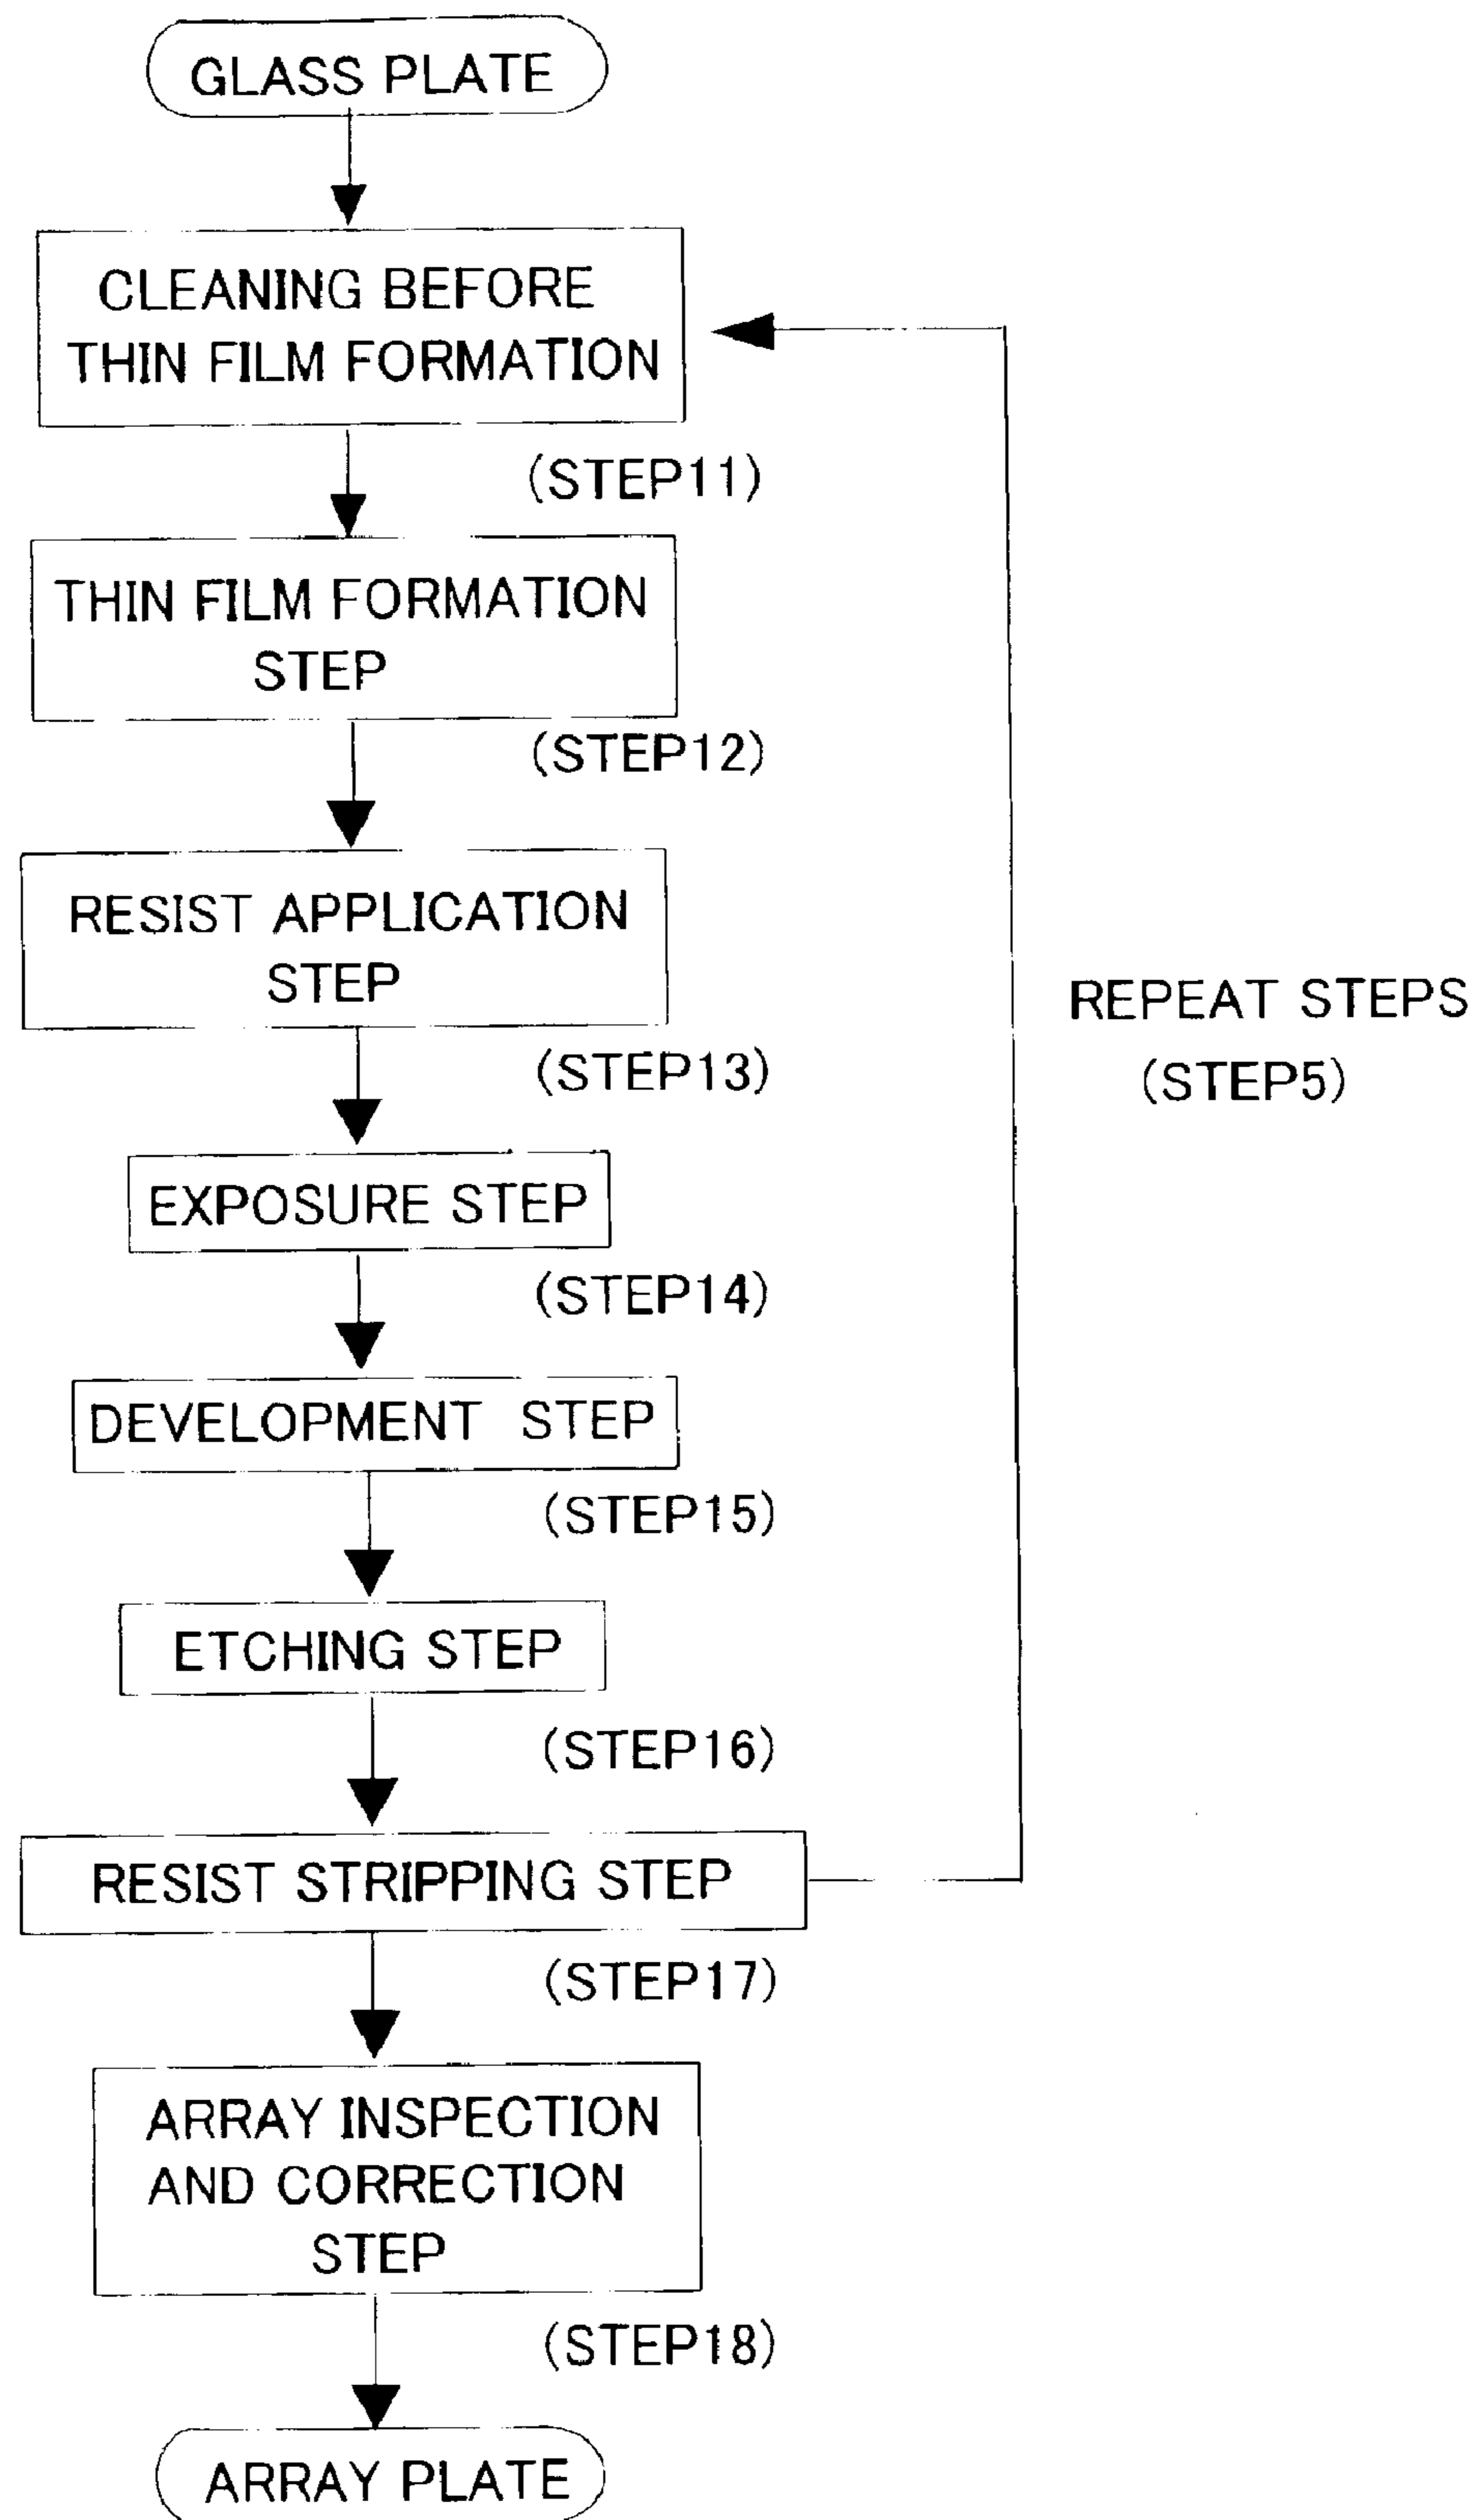 GLASS PLATE
CLEANING BEFORE
THIN FILM FORMATION
(STEP11)
THIN FILM FORMATION
STEP
(STEP12)
RESIST APPLICATION
STEP
REPEAT STEPS
(STEP5)
(STEP13)
EXPOSURE STEP
(STEP14)
DEVELOPMENT STEP
(STEP15)
ETCHING STEP
(STEP16)
RESIST STRIPPING STEP
(STEP17)
ARRAY INSPECTION
AND CORRECTION
STEP
(STEP18)
ARRAY PLATE